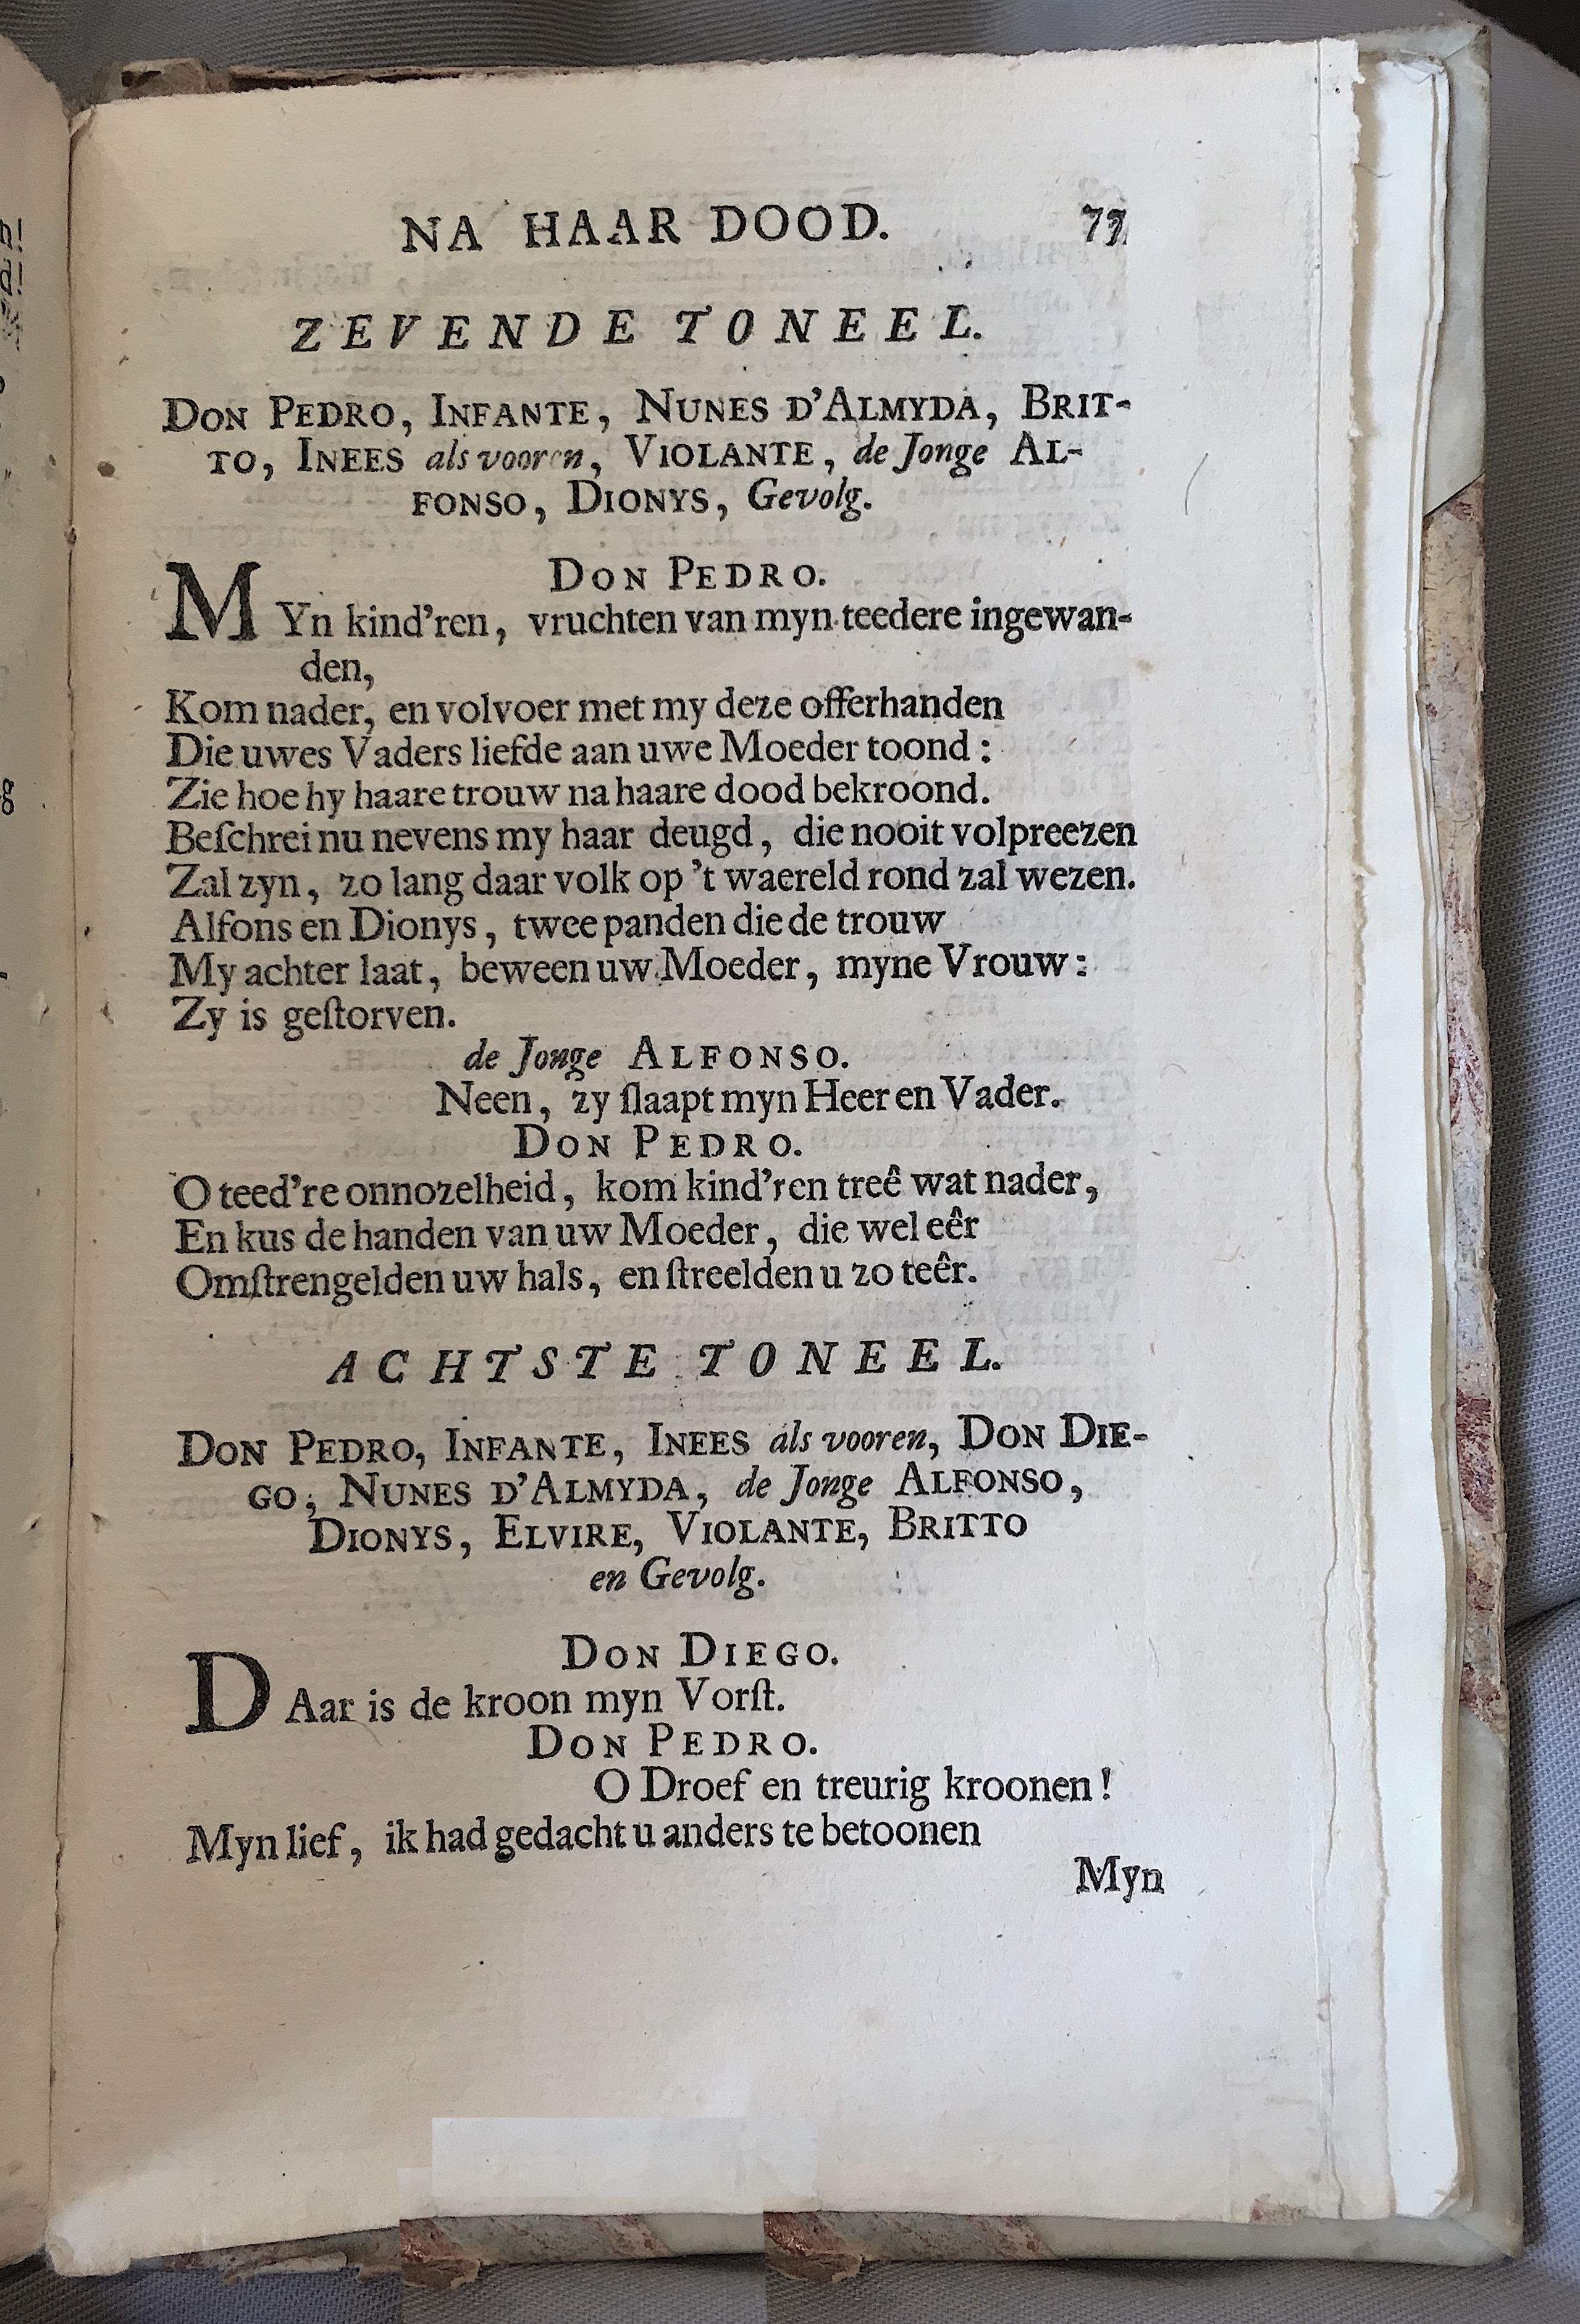 NA HAAR DOOD. 77
ZEVENDE TONEEL.
DON PEDRO, INFANTE, NUNES D'ALMYDA, BRIT-
TO, INEES als vooren, VIOLANTE, de Jonge AL-
FONSO, DIONYS, Gevolg.
DON PEDRO.
MYn kind'ren, vruchten van myn teedere ingewan-
den,
Kom nader, en volvoer met my deze offerhanden
Die uwes Vaders liefde aan uwe Moeder toond:
Zie hoe hy haare trouw na haare dood bekroond.
Beſchrei nu nevens my haar deugd, die nooit volpreezen
Zal zyn, zo lang daar volk op 't waereld rond zal wezen.
Alfons en Dionys, twee panden die de trouw
My achter laat, beween uw Moeder, myne Vrouw:
Zy is geſtorven.
de Jonge ALFONSO.
Neen, zy ſlaapt myn Heer en Vader.
DON PEDRO.
O teed're onnozelheid, kom kind'ren treê wat nader,
En kus de handen van uw Moeder, die wel eêr
Omſtrengelden uw hals, en ſtreelden u zo teêr.
ACHTSTE TONEEL.
DON PEDRO, INFANTE, INEES als vooren, DON DIE-
GO, NUNES D'ALMYDA, de Jonge ALFONSO,
DIONYS, ELVIRE, VIOLANTE, BRITTO
en Gevolg.
DON DIEGO.
DAar is de kroon myn Vorſt.
DON PEDRO.
O Droef en treurig kroonen!
Myn lief, ik had gedacht u anders te betoonen
Myn